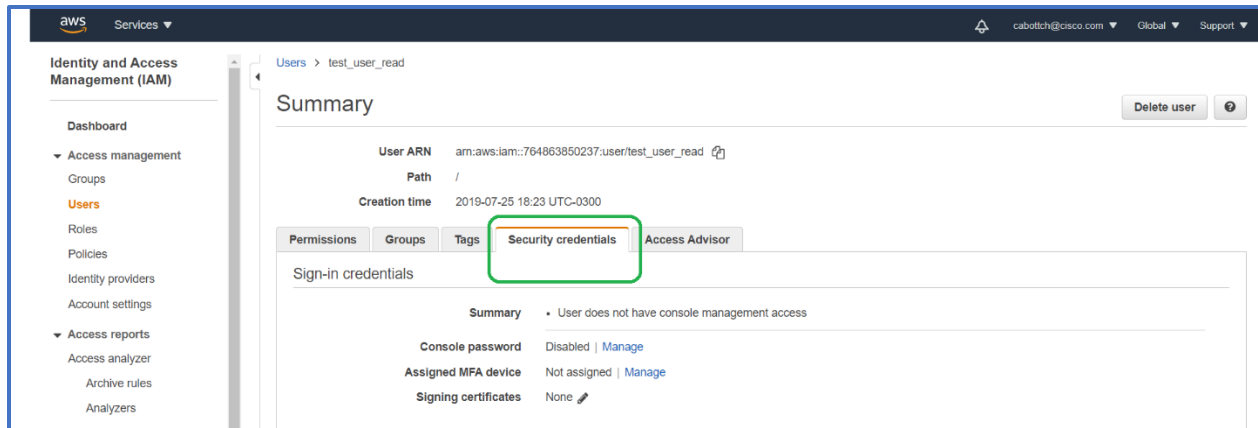 aws Services ▼ cabottch@cisco.com ▼ Global ▼ Support ▼
Identity and Access
Management (IAM)
Dashboard
Access management
Groups
Users
Roles
Policies
Identity providers
Account settings
Access reports
Access analyzer
Archive rules
Analyzers
Users > test_user_read
Summary
Delete user
User ARN arn:aws:iam::764863850237:user/test_user_read
Path /
Creation time 2019-07-25 18:23 UTC-0300
Permissions Groups Tags Security credentials Access Advisor
Sign-in credentials
Summary • User does not have console management access
Console password Disabled | Manage
Assigned MFA device Not assigned | Manage
Signing certificates None